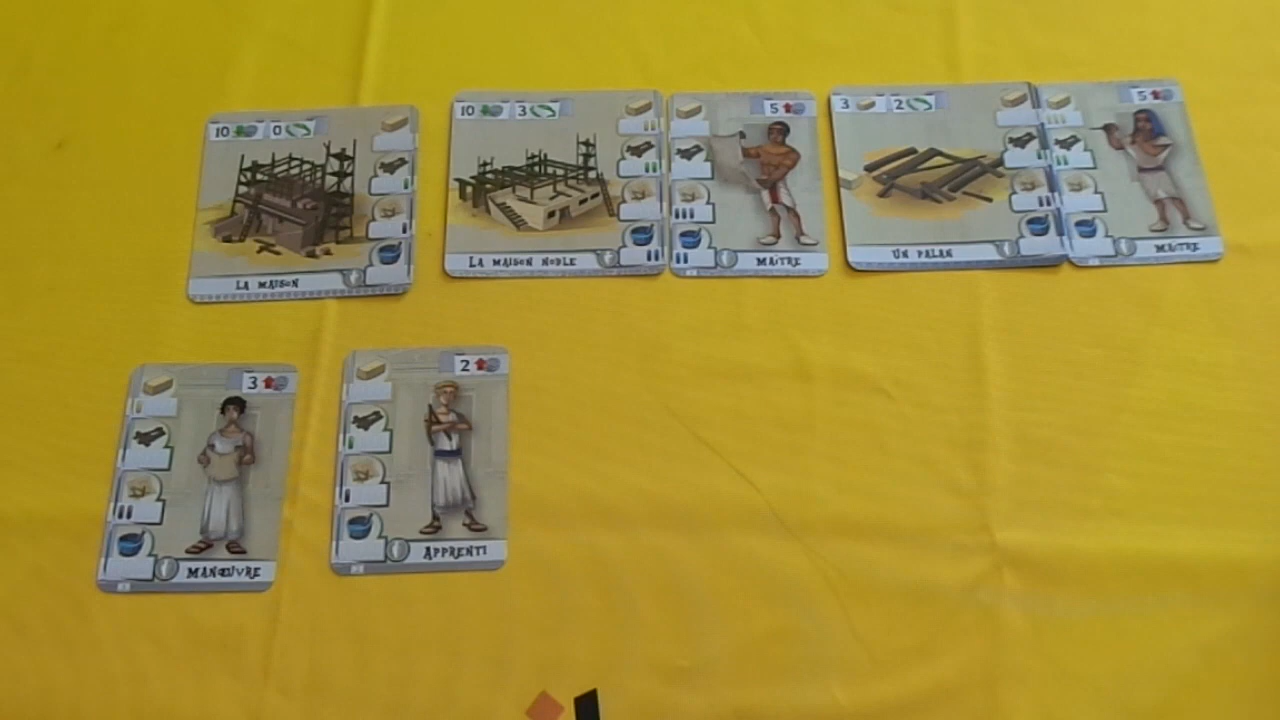 10 0
LA MAISON
10 3
LA MAISON NOBLE
5
MAÎTRE
3 2
UN PALAN
5
MAÎTRE
3
MANŒUVRE
2
APPRENTI